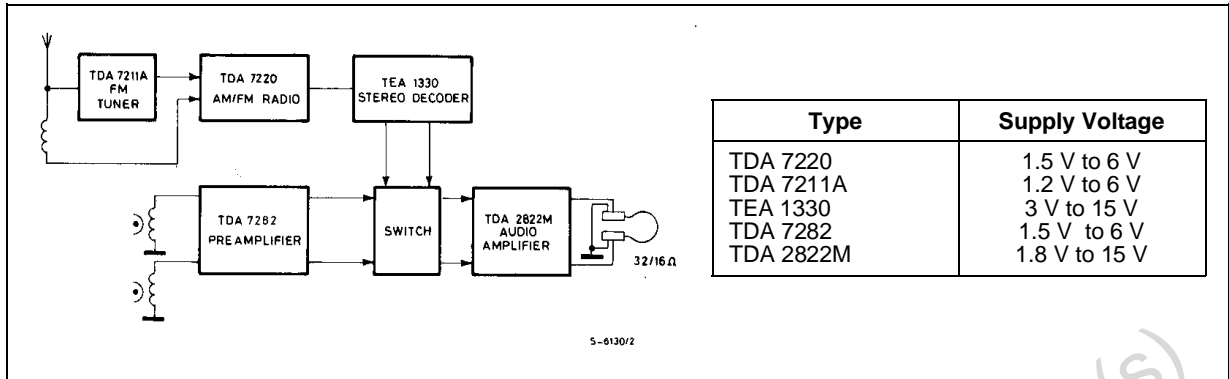 TDA 7211A
FM
TUNER
TDA 7220
AM/FM RADIO
TEA 1330
STEREO DECODER
TDA 7282
PREAMPLIFIER
SWITCH
TDA 2822M
AUDIO
AMPLIFIER
32/16Ω
S-6130/2
Type Supply Voltage
TDA 7220 1.5 V to 6 V
TDA 7211A 1.2 V to 6 V
TEA 1330 3 V to 15 V
TDA 7282 1.5 V to 6 V
TDA 2822M 1.8 V to 15 V
(s)